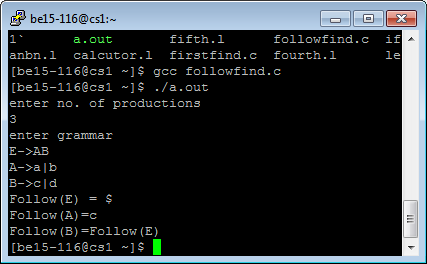 be15-116@cs1:~
1` a.out fifth.l followfind.c if
anbn.l calcutor.l firstfind.c fourth.l le
[be15-116@cs1 ~]$ gcc followfind.c
[be15-116@cs1 ~]$ ./a.out
enter no. of productions
3
enter grammar
E->AB
A->a|b
B->c|d
Follow(E) = $
Follow(A)=c
Follow(B)=Follow(E)
[be15-116@cs1 ~]$